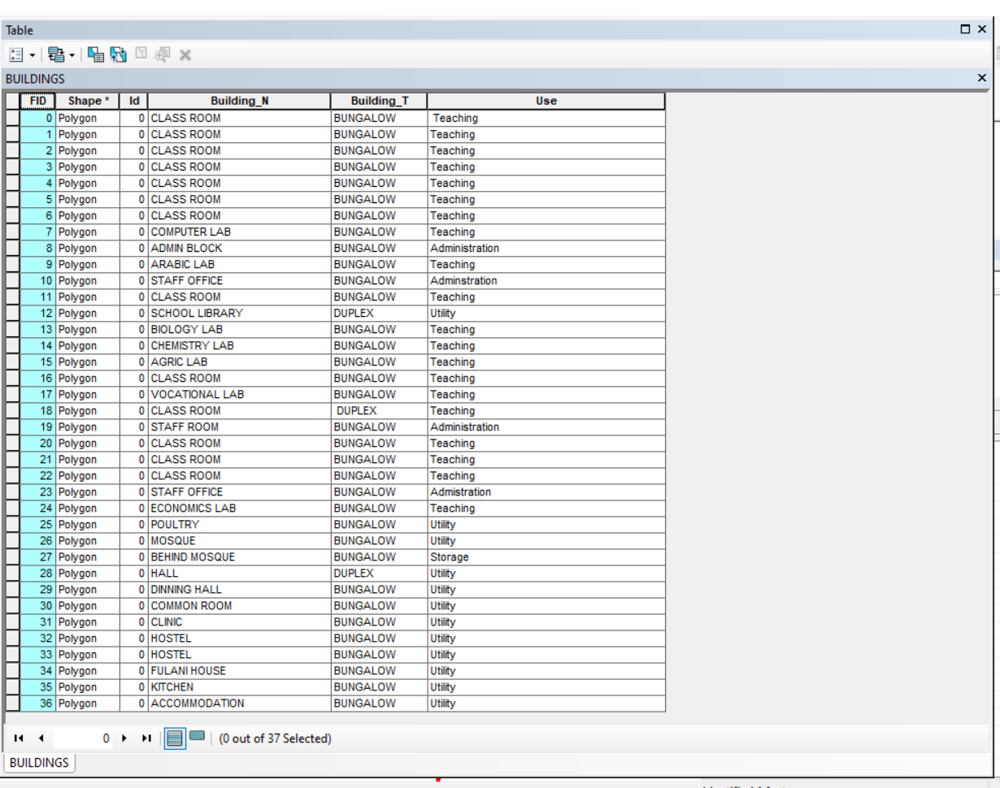 Table
BUILDINGS
FID Shape * Id Building_N Building_T Use
0 Polygon 0 CLASS ROOM BUNGALOW Teaching
1 Polygon 0 CLASS ROOM BUNGALOW Teaching
2 Polygon 0 CLASS ROOM BUNGALOW Teaching
3 Polygon 0 CLASS ROOM BUNGALOW Teaching
4 Polygon 0 CLASS ROOM BUNGALOW Teaching
5 Polygon 0 CLASS ROOM BUNGALOW Teaching
6 Polygon 0 CLASS ROOM BUNGALOW Teaching
7 Polygon 0 COMPUTER LAB BUNGALOW Teaching
8 Polygon 0 ADMIN BLOCK BUNGALOW Administration
9 Polygon 0 ARABIC LAB BUNGALOW Teaching
10 Polygon 0 STAFF OFFICE BUNGALOW Adminstration
11 Polygon 0 CLASS ROOM BUNGALOW Teaching
12 Polygon 0 SCHOOL LIBRARY DUPLEX Utility
13 Polygon 0 BIOLOGY LAB BUNGALOW Teaching
14 Polygon 0 CHEMISTRY LAB BUNGALOW Teaching
15 Polygon 0 AGRIC LAB BUNGALOW Teaching
16 Polygon 0 CLASS ROOM BUNGALOW Teaching
17 Polygon 0 VOCATIONAL LAB BUNGALOW Teaching
18 Polygon 0 CLASS ROOM DUPLEX Teaching
19 Polygon 0 STAFF ROOM BUNGALOW Administration
20 Polygon 0 CLASS ROOM BUNGALOW Teaching
21 Polygon 0 CLASS ROOM BUNGALOW Teaching
22 Polygon 0 CLASS ROOM BUNGALOW Teaching
23 Polygon 0 STAFF OFFICE BUNGALOW Admistration
24 Polygon 0 ECONOMICS LAB BUNGALOW Teaching
25 Polygon 0 POULTRY BUNGALOW Utility
26 Polygon 0 MOSQUE BUNGALOW Utility
27 Polygon 0 BEHIND MOSQUE BUNGALOW Storage
28 Polygon 0 HALL DUPLEX Utility
29 Polygon 0 DINNING HALL BUNGALOW Utility
30 Polygon 0 COMMON ROOM BUNGALOW Utility
31 Polygon 0 CLINIC BUNGALOW Utility
32 Polygon 0 HOSTEL BUNGALOW Utility
33 Polygon 0 HOSTEL BUNGALOW Utility
34 Polygon 0 FULANI HOUSE BUNGALOW Utility
35 Polygon 0 KITCHEN BUNGALOW Utility
36 Polygon 0 ACCOMMODATION BUNGALOW Utility
0 (0 out of 37 Selected)
BUILDINGS